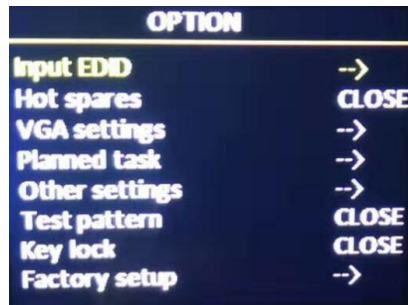 OPTION
Input EDID -->
Hot spares CLOSE
VGA settings -->
Planned task -->
Other settings -->
Test pattern CLOSE
Key lock CLOSE
Factory setup -->